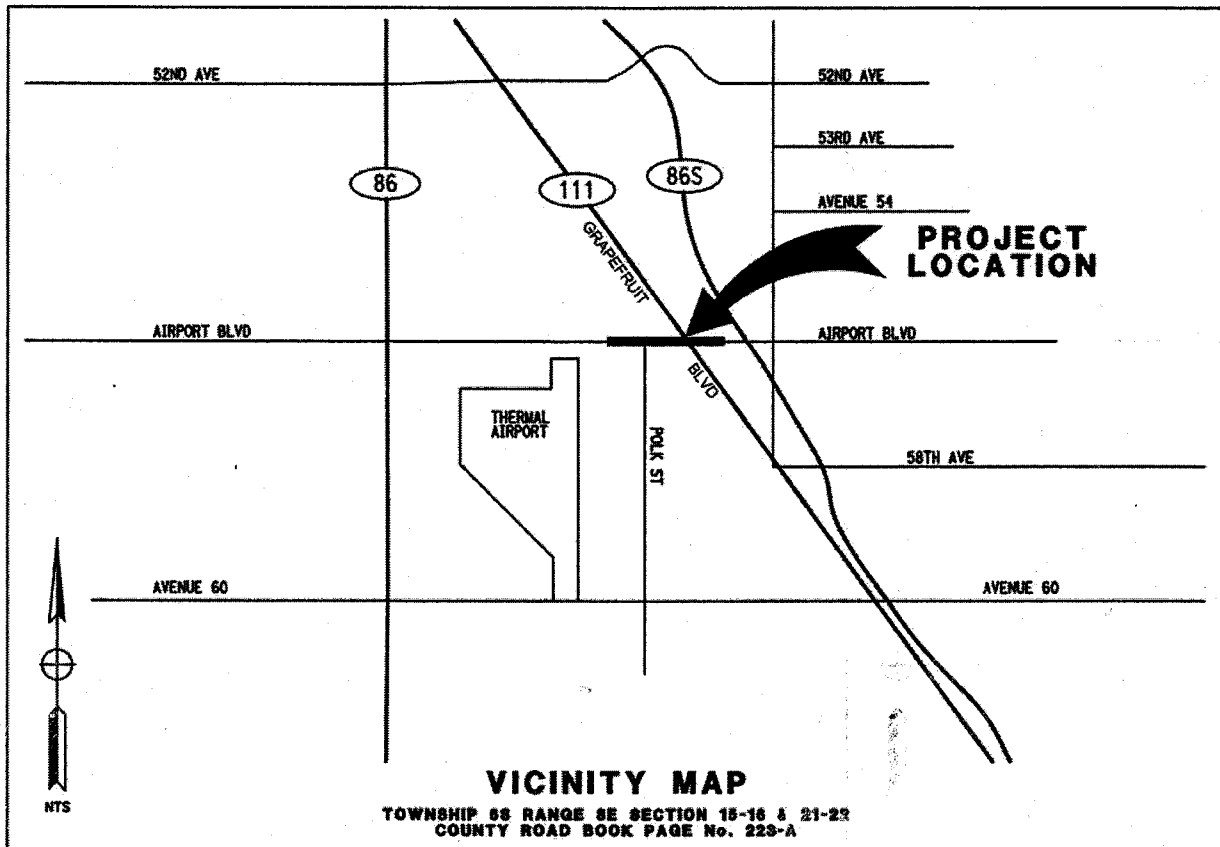 52ND AVE
52ND AVE
53RD AVE
86
111
86S
AVENUE 54
PROJECT
LOCATION
GRAPEFRUIT
AIRPORT BLVD
AIRPORT BLVD
BLVD
THERMAL
AIRPORT
POLK ST
58TH AVE
AVENUE 60
AVENUE 60
NTS
VICINITY MAP
TOWNSHIP 6S RANGE 8E SECTION 15-16 & 21-22
COUNTY ROAD BOOK PAGE No. 223-A